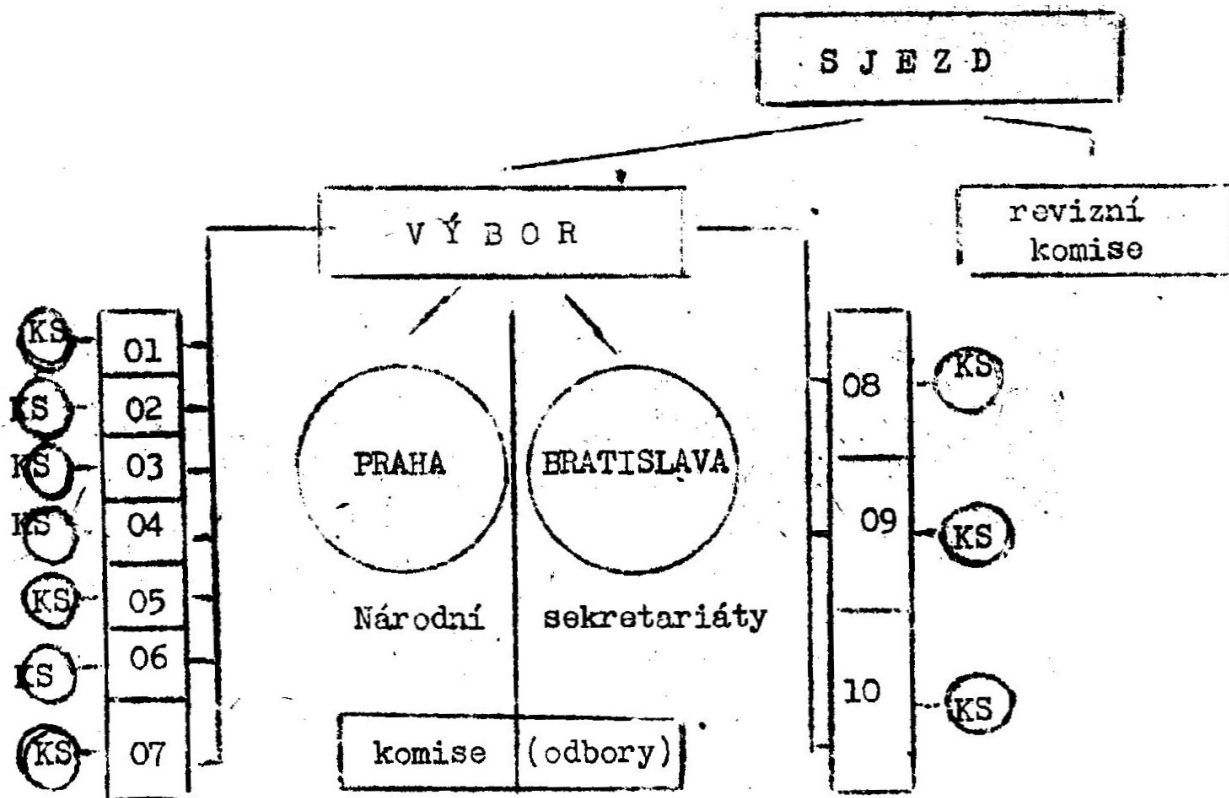 S J E Z D
V Ý B O R
revizní
komise
KS 01
KS 02
KS 03
KS 04
KS 05
KS 06
KS 07
PRAHA
BRATISLAVA
Národní sekretariáty
komise (odbory)
08 KS
09 KS
10 KS